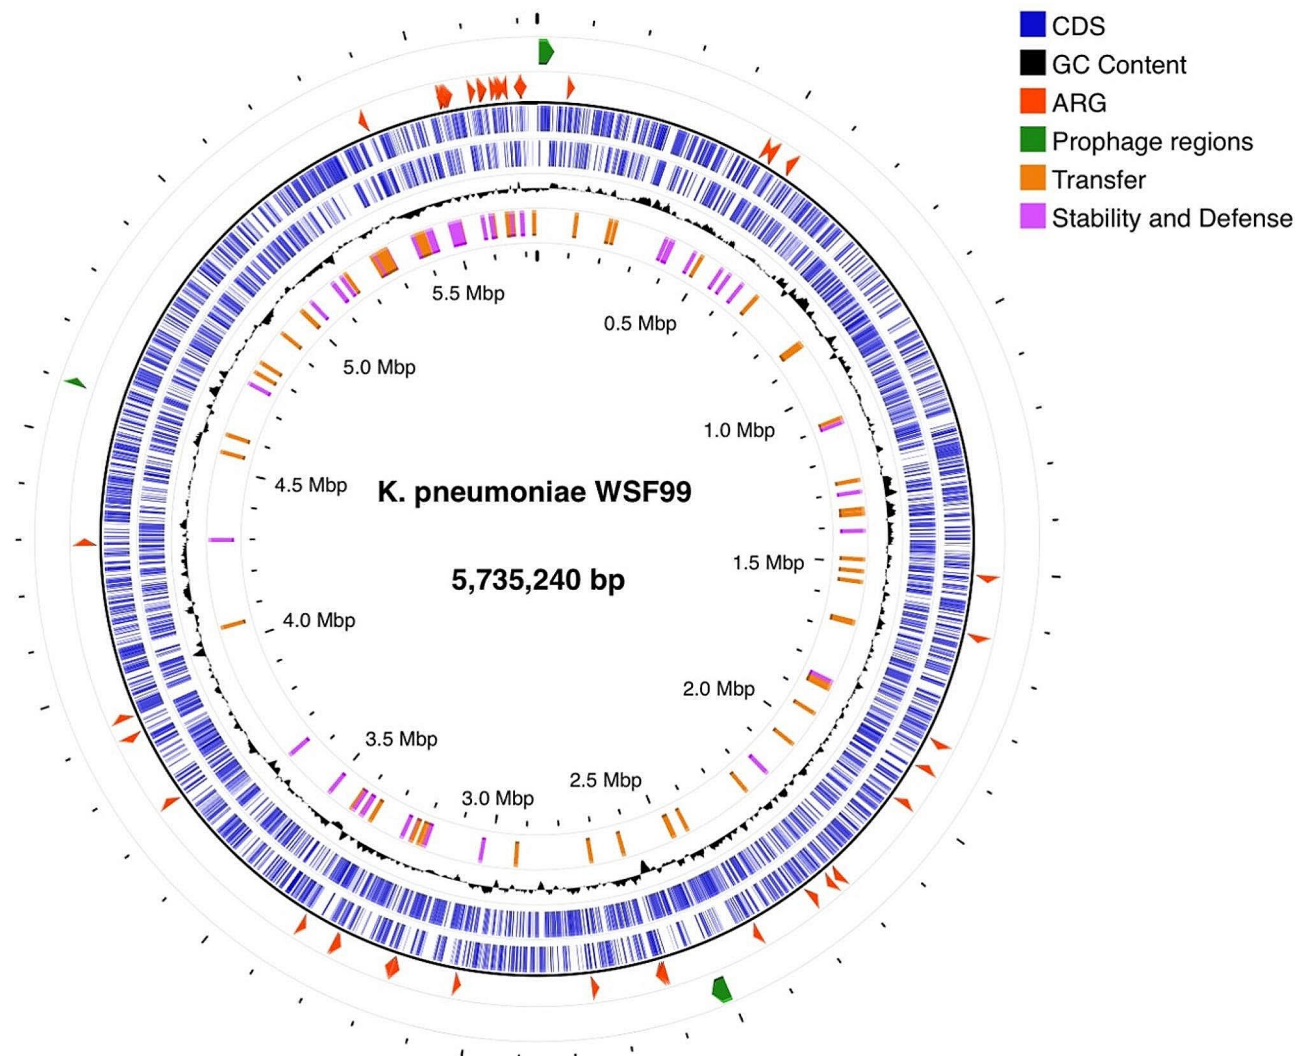 CDS
GC Content
ARG
Prophage regions
Transfer
Stability and Defense
5.5 Mbp
0.5 Mbp
5.0 Mbp
1.0 Mbp
4.5 Mbp
K. pneumoniae WSF99
1.5 Mbp
5,735,240 bp
4.0 Mbp
2.0 Mbp
3.5 Mbp
2.5 Mbp
3.0 Mbp